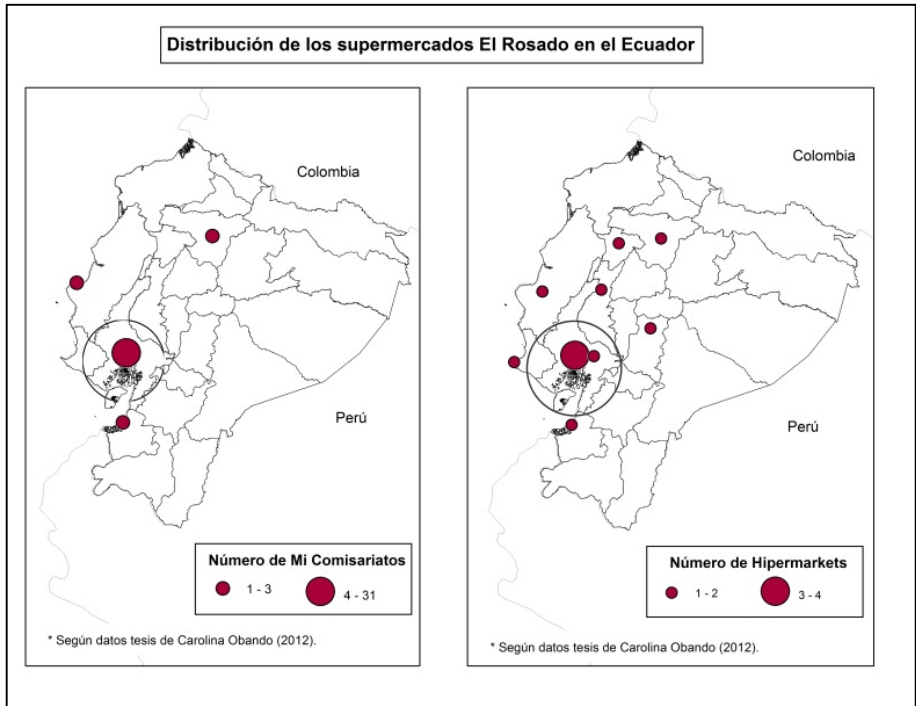 Distribución de los supermercados El Rosado en el Ecuador
Colombia
Perú
Número de Mi Comisariatos
1 - 3
4 - 31
* Según datos tesis de Carolina Obando (2012).
Colombia
Perú
Número de Hipermarkets
1 - 2
3 - 4
* Según datos tesis de Carolina Obando (2012).